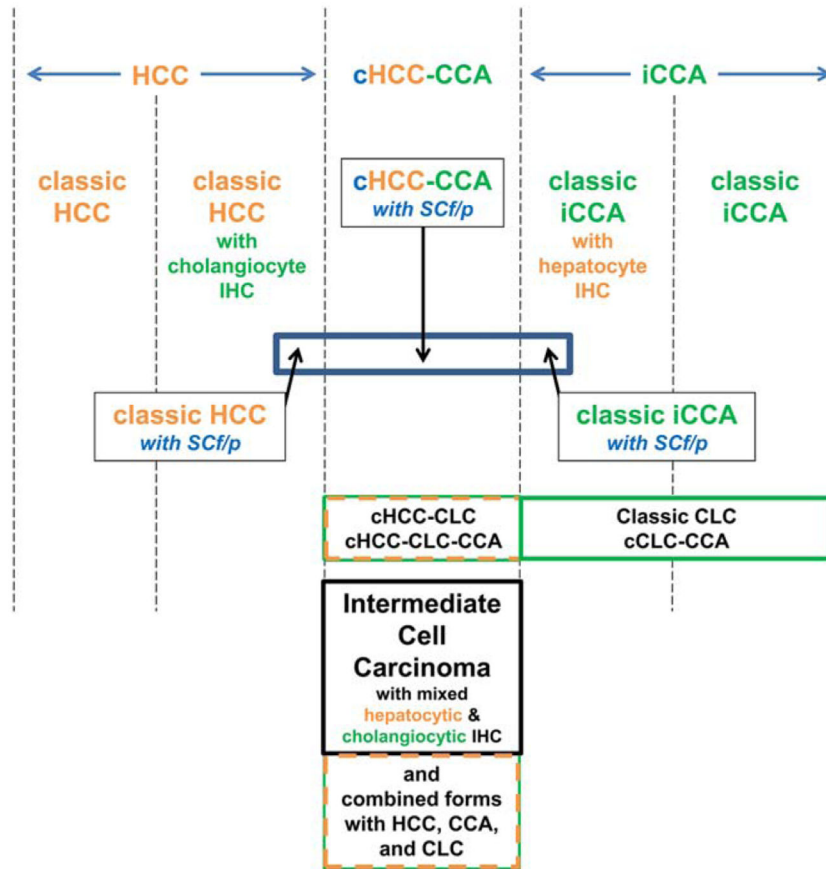 HCC
cHCC-CCA
iCCA
classic
HCC
classic
HCC
with
cholangiocyte
IHC
cHCC-CCA
with SCf/p
classic
iCCA
with
hepatocyte
IHC
classic
iCCA
classic HCC
with SCf/p
classic iCCA
with SCf/p
cHCC-CLC
cHCC-CLC-CCA
Classic CLC
cCLC-CCA
Intermediate
Cell
Carcinoma
with mixed
hepatocytic &
cholangiocytic IHC
and
combined forms
with HCC, CCA,
and CLC